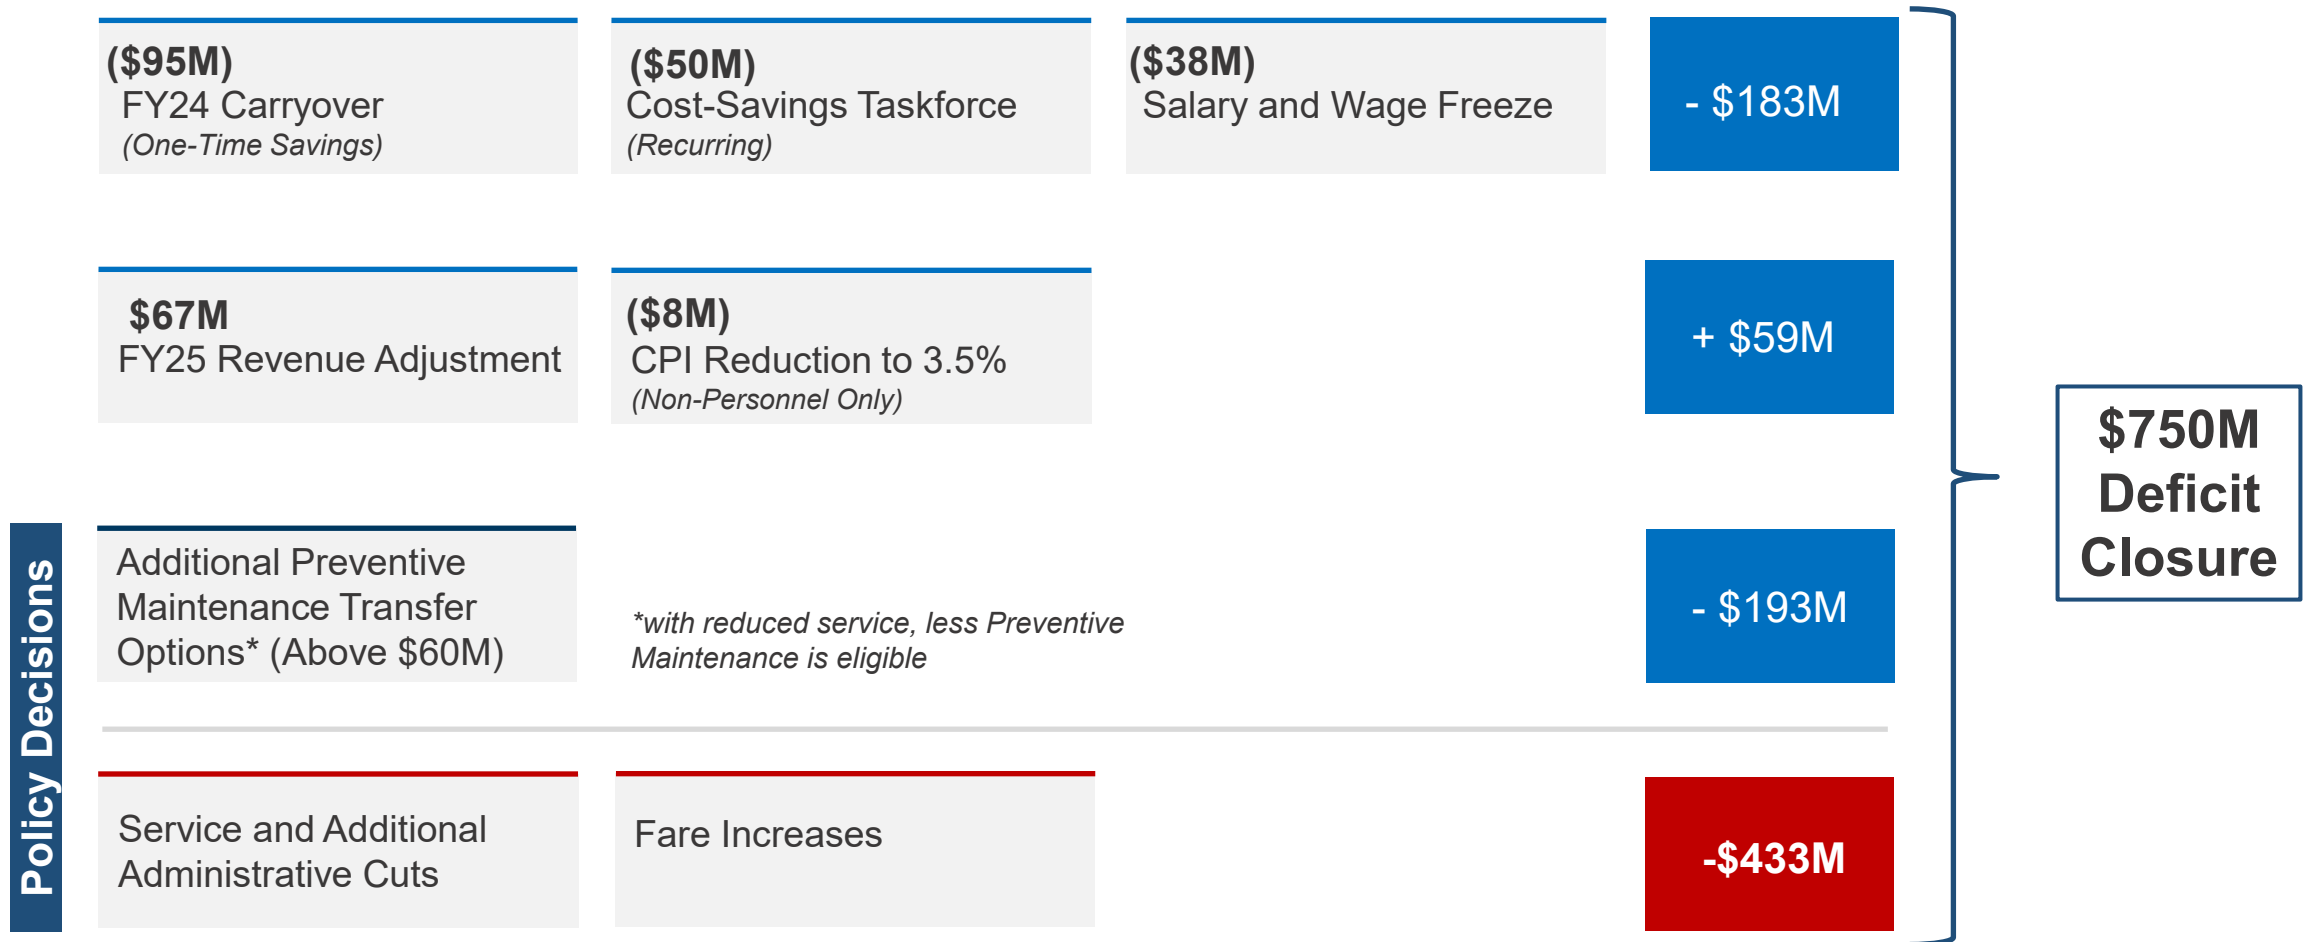 ($95M)
FY24 Carryover
(One-Time Savings)
($50M)
Cost-Savings Taskforce
(Recurring)
($38M)
Salary and Wage Freeze
- $183M
$67M
FY25 Revenue Adjustment
($8M)
CPI Reduction to 3.5%
(Non-Personnel Only)
+ $59M
$750M
Deficit
Closure
Policy Decisions
Additional Preventive
Maintenance Transfer
Options* (Above $60M)
*with reduced service, less Preventive
Maintenance is eligible
- $193M
Service and Additional
Administrative Cuts
Fare Increases
-$433M